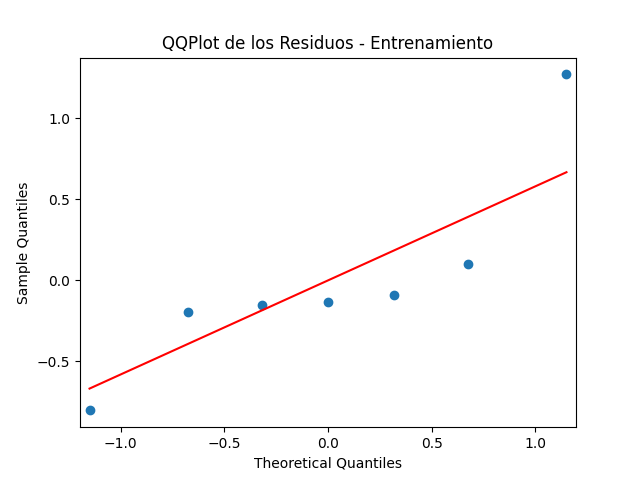 QQPlot de los Residuos - Entrenamiento
1.0
0.5
0.0
−0.5
Sample Quantiles
−1.0 −0.5 0.0 0.5 1.0
Theoretical Quantiles